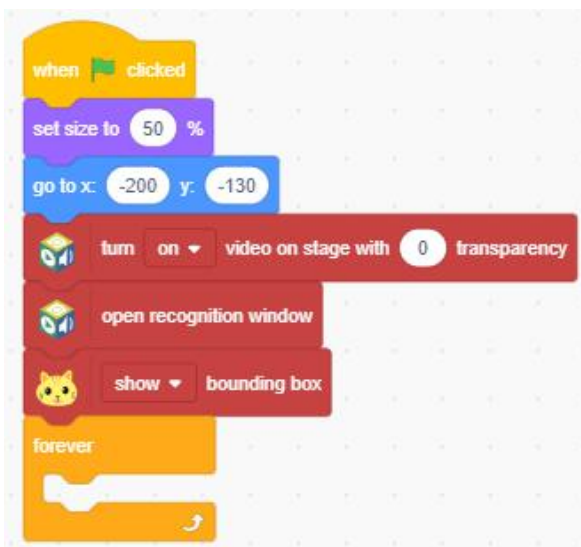 when clicked
set size to 50 %
go to x: -200 y: -130
turn on video on stage with 0 transparency
open recognition window
show bounding box
forever